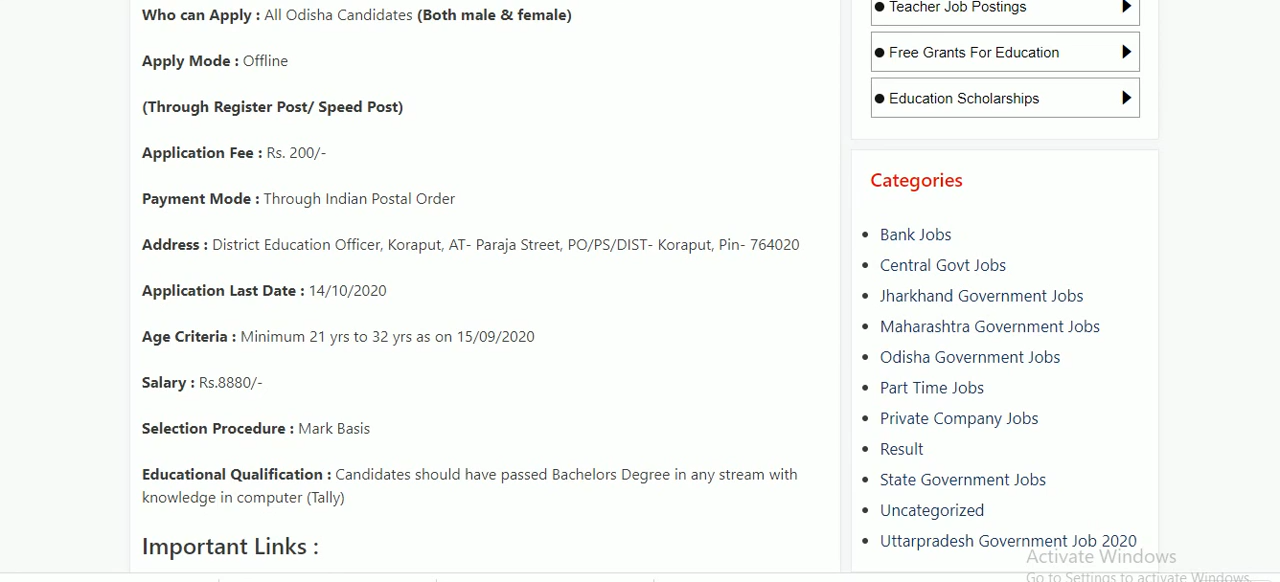 Who can Apply : All Odisha Candidates (Both male & female)
Apply Mode : Offline
(Through Register Post/ Speed Post)
Application Fee : Rs. 200/-
Payment Mode : Through Indian Postal Order
Address : District Education Officer, Koraput, AT- Paraja Street, PO/PS/DIST- Koraput, Pin- 764020
Application Last Date : 14/10/2020
Age Criteria : Minimum 21 yrs to 32 yrs as on 15/09/2020
Salary : Rs.8880/-
Selection Procedure : Mark Basis
Educational Qualification : Candidates should have passed Bachelors Degree in any stream with
knowledge in computer (Tally)
Important Links :
Teacher Job Postings
Free Grants For Education
Education Scholarships
Categories
Bank Jobs
Central Govt Jobs
Jharkhand Government Jobs
Maharashtra Government Jobs
Odisha Government Jobs
Part Time Jobs
Private Company Jobs
Result
State Government Jobs
Uncategorized
Uttarpradesh Government Job 2020
Activate Windows
Go to Settings to activate Windows.